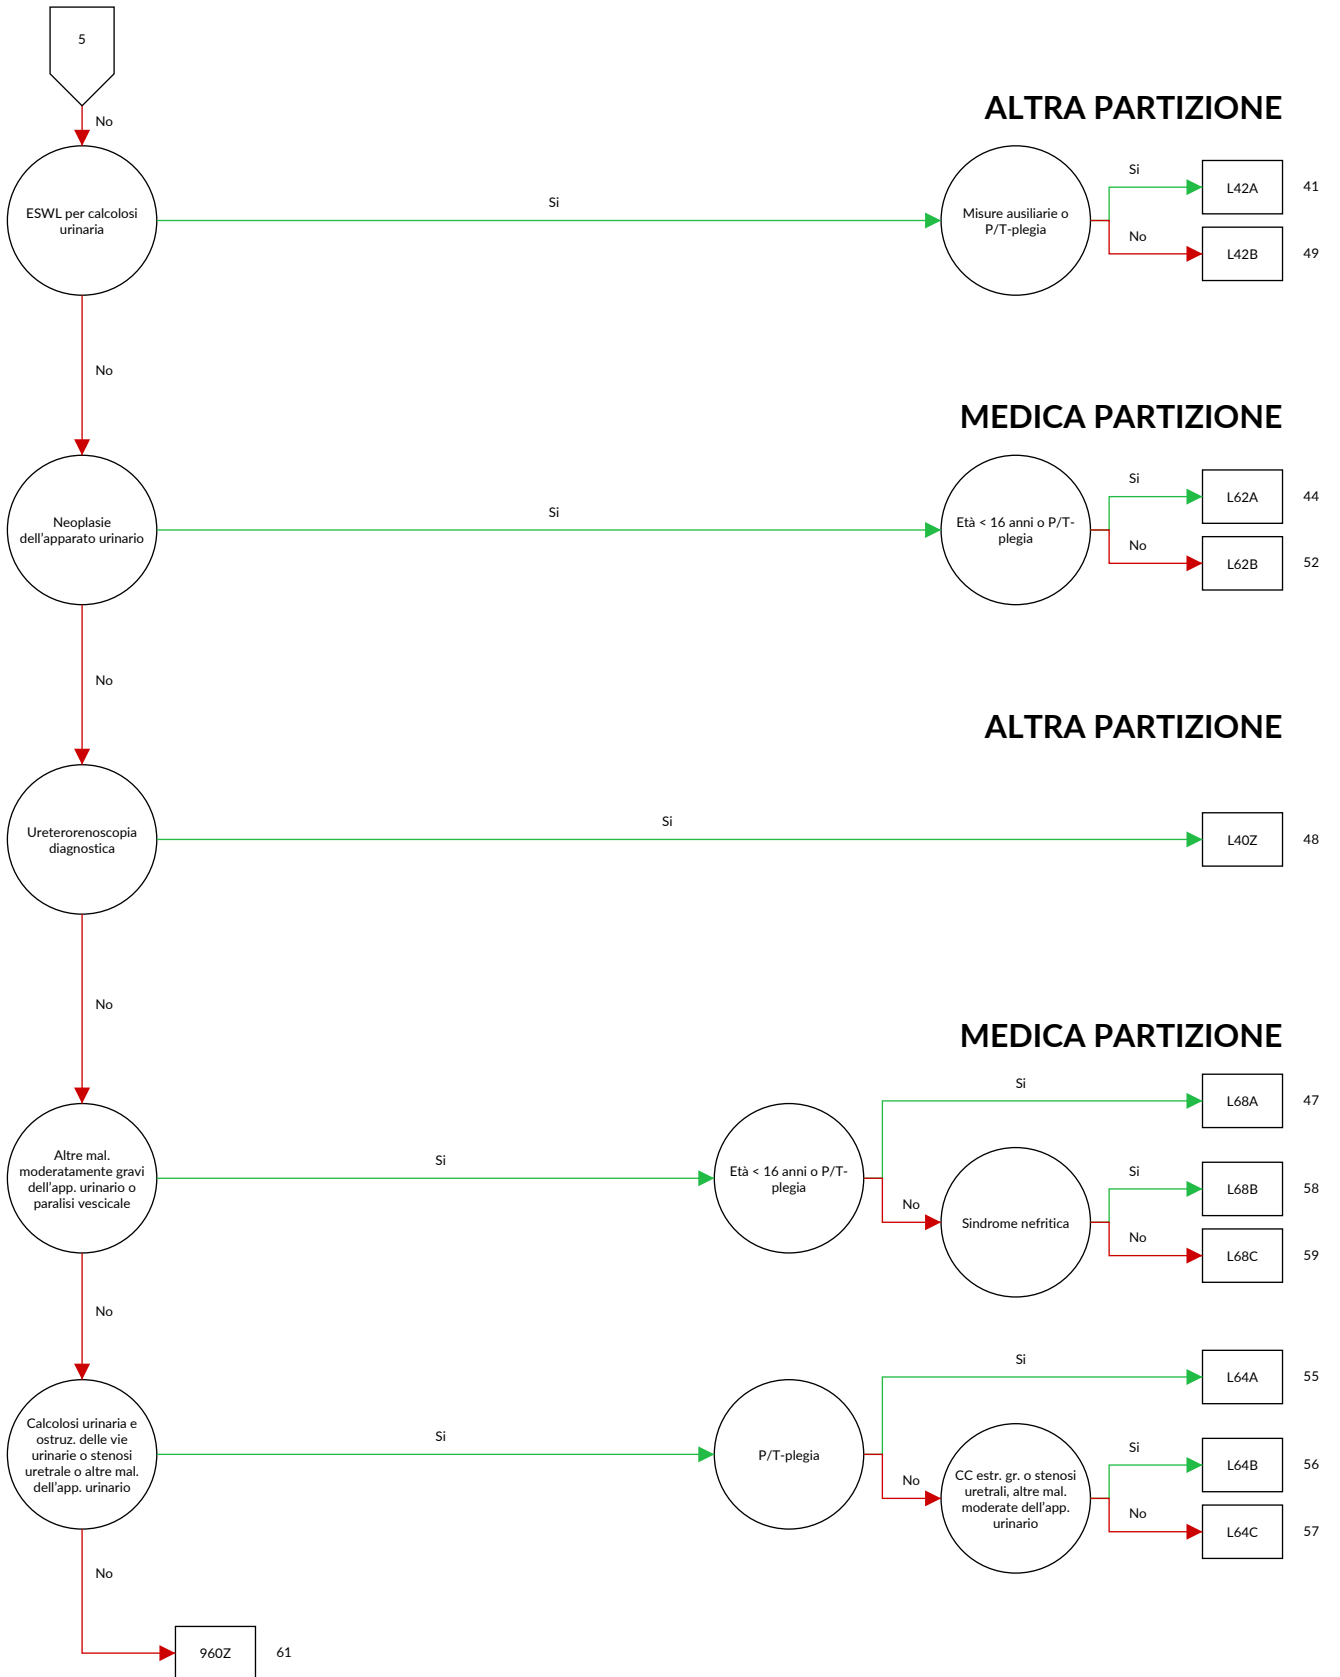 5
No
ALTRA PARTIZIONE
ESWL per calcolosi
urinaria
Si
Misure ausiliarie o
P/T-plegia
Si
L42A
41
No
L42B
49
No
MEDICA PARTIZIONE
Neoplasie
dell'apparato urinario
Si
Età < 16 anni o P/T-
plegia
Si
L62A
44
No
L62B
52
No
ALTRA PARTIZIONE
Ureterorenoscopia
diagnostica
Si
L40Z
48
No
MEDICA PARTIZIONE
Altre mal.
moderatamente gravi
dell'app. urinario o
paralisi vescicale
Si
Età < 16 anni o P/T-
plegia
Si
L68A
47
No
Sindrome nefritica
Si
L68B
58
No
L68C
59
No
Calcolosi urinaria e
ostruz. delle vie
urinarie o stenosi
uretrale o altre mal.
dell'app. urinario
Si
P/T-plegia
Si
L64A
55
No
CC estr. gr. o stenosi
uretrali, altre mal.
moderate dell'app.
urinario
Si
L64B
56
No
L64C
57
No
960Z
61